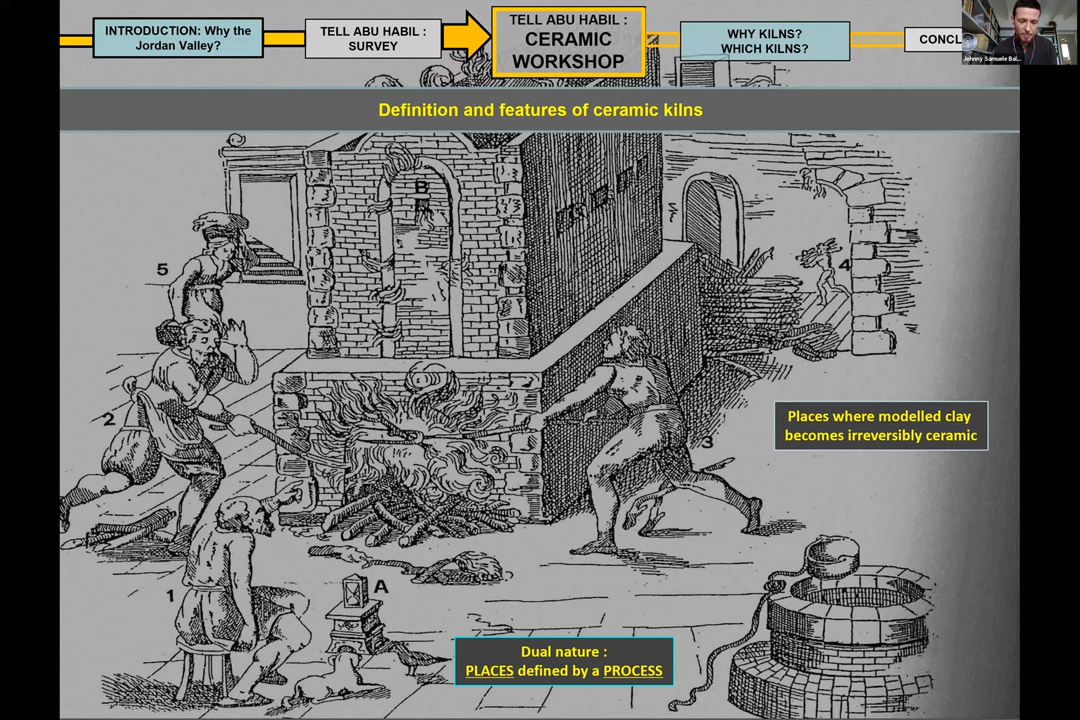 INTRODUCTION: Why the
Jordan Valley?
TELL ABU HABIL :
SURVEY
TELL ABU HABIL :
CERAMIC
WORKSHOP
WHY KILNS?
WHICH KILNS?
CONCL
Johnny Samuele Bal...
Definition and features of ceramic kilns
B
5
4
2
3
Places where modelled clay
becomes irreversibly ceramic
1
A
Dual nature :
PLACES defined by a PROCESS